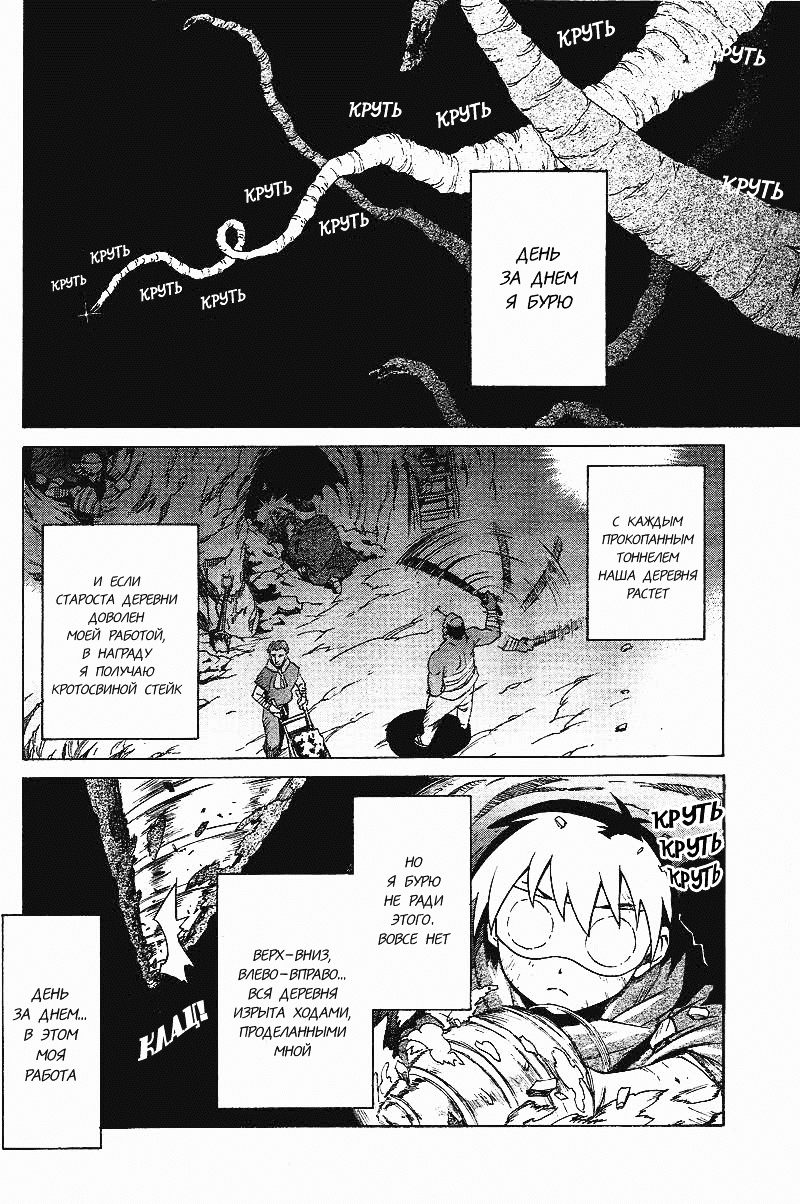 КРУТЬ
КРУТЬ
КРУТЬ
КРУТЬ
КРУТЬ
КРУТЬ
КРУТЬ
КРУТЬ
КРУТЬ
КРУТЬ
КРУТЬ
ДЕНЬ
ЗА ДНЕМ
Я БУРЮ
С КАЖДЫМ
ПРОКОПАННЫМ
ТОННЕЛЕМ
НАША ДЕРЕВНЯ
РАСТЕТ
И ЕСЛИ
СТАРОСТА ДЕРЕВНИ
ДОВОЛЕН
МОЕЙ РАБОТОЙ,
В НАГРАДУ
Я ПОЛУЧАЮ
КРОТОСВИНОЙ СТЕЙК
КРУТЬ
КРУТЬ
КРУТЬ
НО
Я БУРЮ
НЕ РАДИ
ЭТОГО.
ВОВСЕ НЕТ
ВЕРХ-ВНИЗ,
ВЛЕВО-ВПРАВО...
ВСЯ ДЕРЕВНЯ
ИЗРЫТА ХОДАМИ,
ПРОДЕЛАННЫМИ
МНОЙ
КЛАЦ!
ДЕНЬ
ЗА ДНЕМ...
В ЭТОМ
МОЯ
РАБОТА